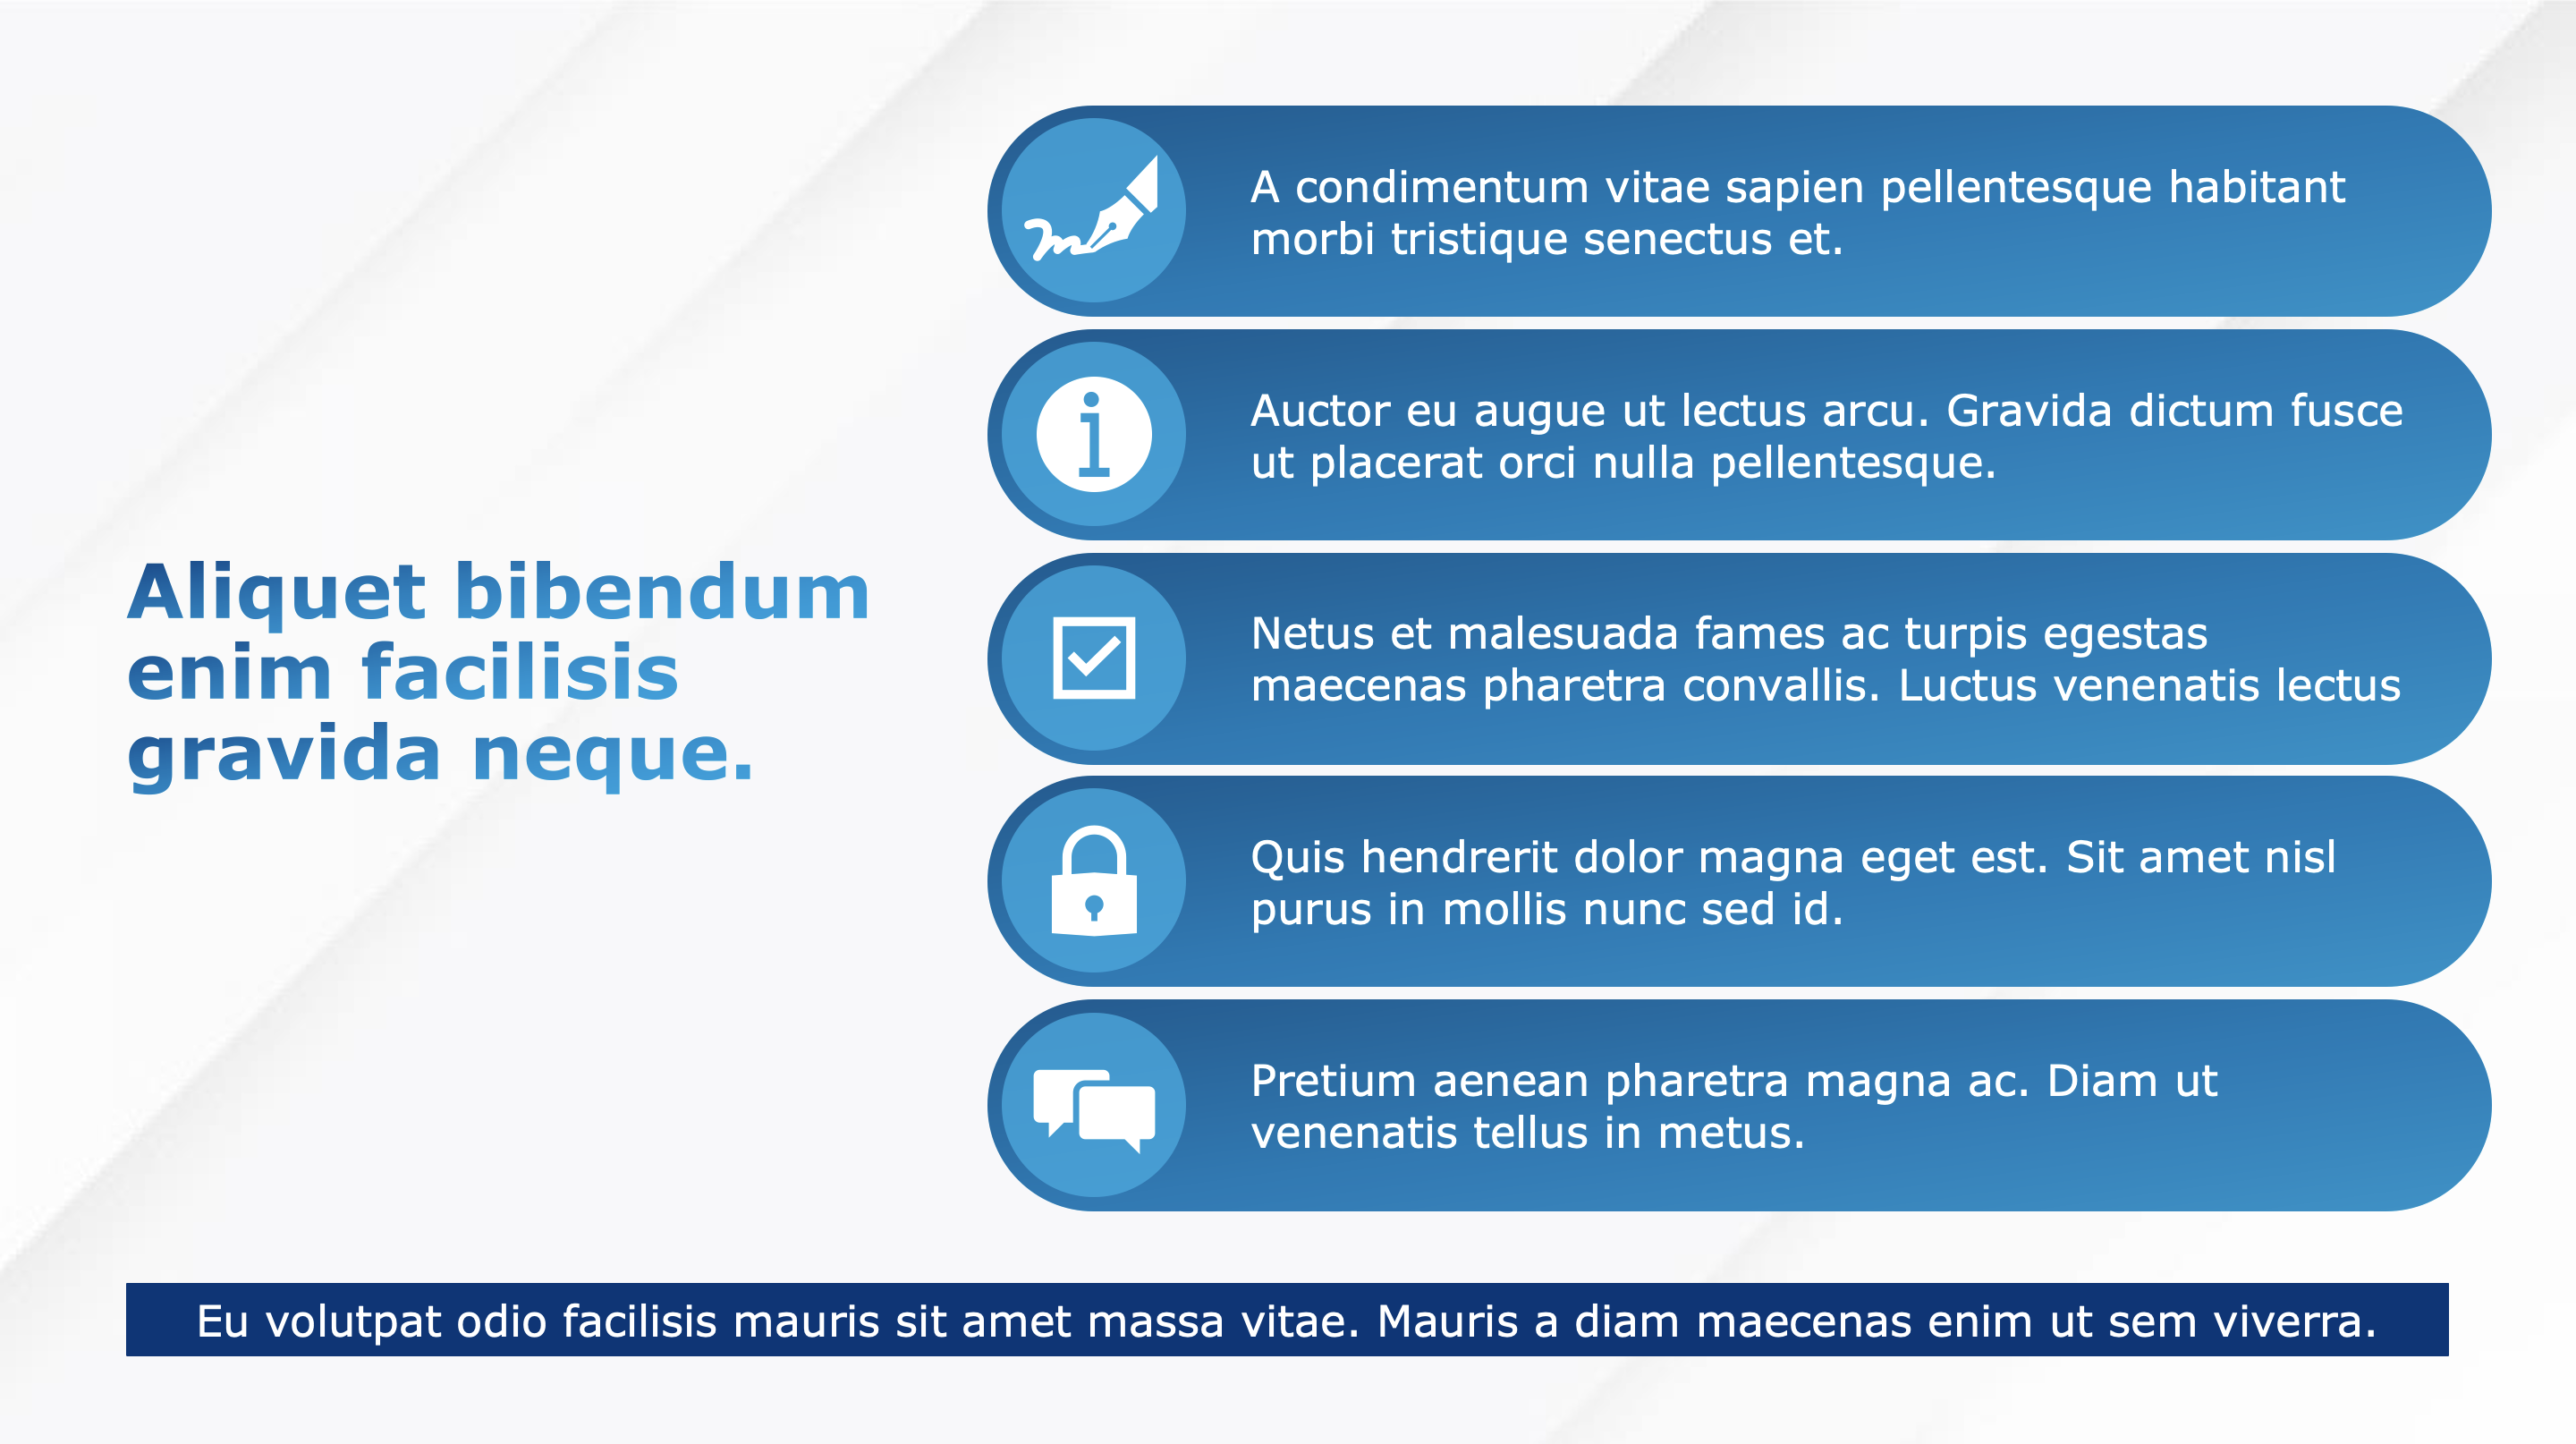 Aliquet bibendum
enim facilisis
gravida neque.
A condimentum vitae sapien pellentesque habitant
morbi tristique senectus et.
Auctor eu augue ut lectus arcu. Gravida dictum fusce
ut placerat orci nulla pellentesque.
Netus et malesuada fames ac turpis egestas
maecenas pharetra convallis. Luctus venenatis lectus
Quis hendrerit dolor magna eget est. Sit amet nisl
purus in mollis nunc sed id.
Pretium aenean pharetra magna ac. Diam ut
venenatis tellus in metus.
Eu volutpat odio facilisis mauris sit amet massa vitae. Mauris a diam maecenas enim ut sem viverra.